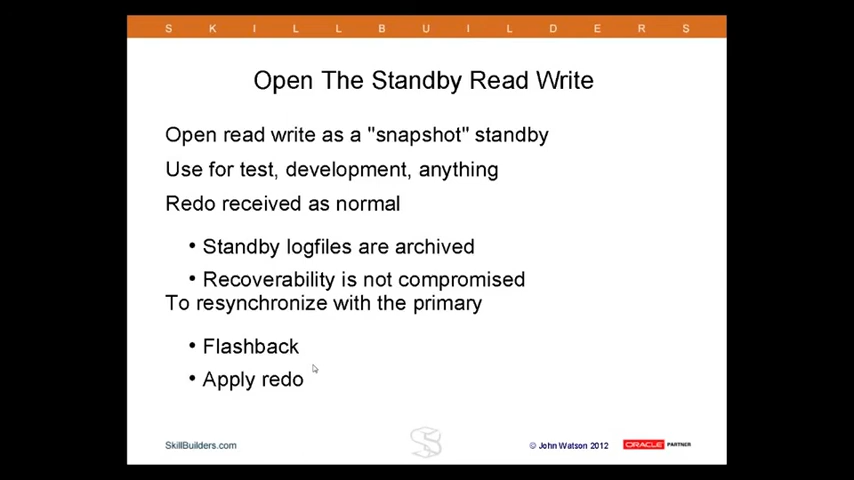 S K I L L B U I L D E R S
Open The Standby Read Write
Open read write as a "snapshot" standby
Use for test, development, anything
Redo received as normal
• Standby logfiles are archived
• Recoverability is not compromised
To resynchronize with the primary
• Flashback
• Apply redo
SkillBuilders.com
© John Watson 2012
ORACLE PARTNER